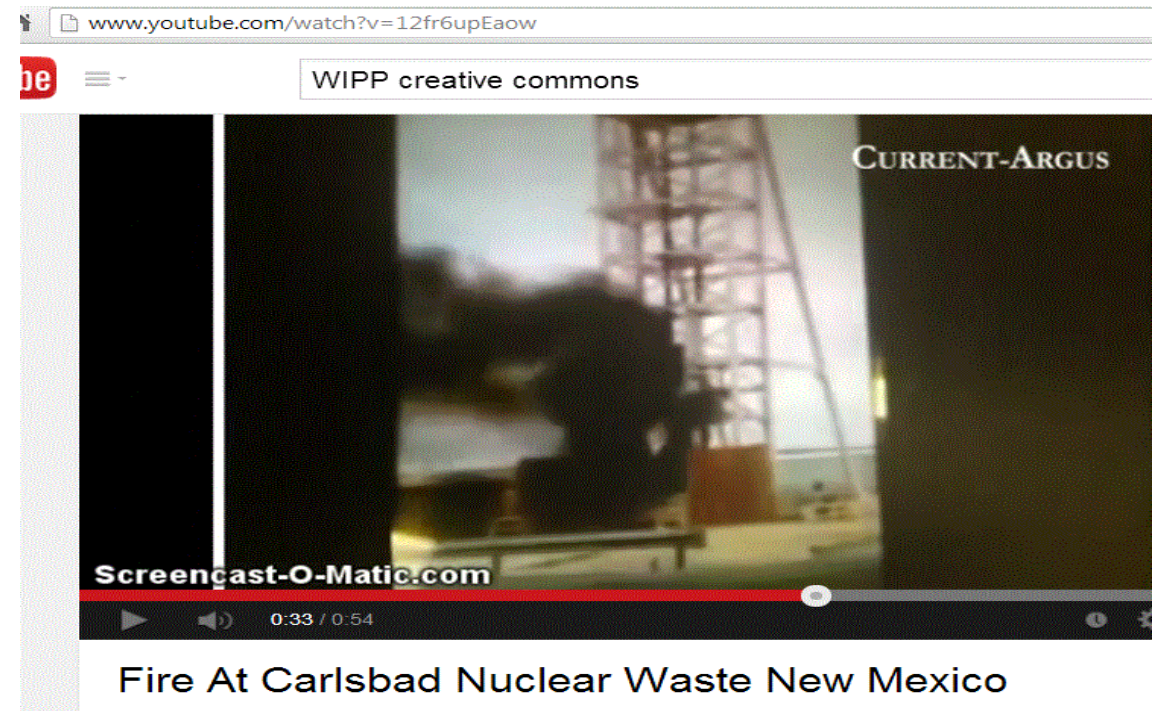 www.youtube.com/watch?v=12fr6upEaow
be
WIPP creative commons
CURRENT-ARGUS
Screencast-O-Matic.com
0:33 / 0:54
Fire At Carlsbad Nuclear Waste New Mexico